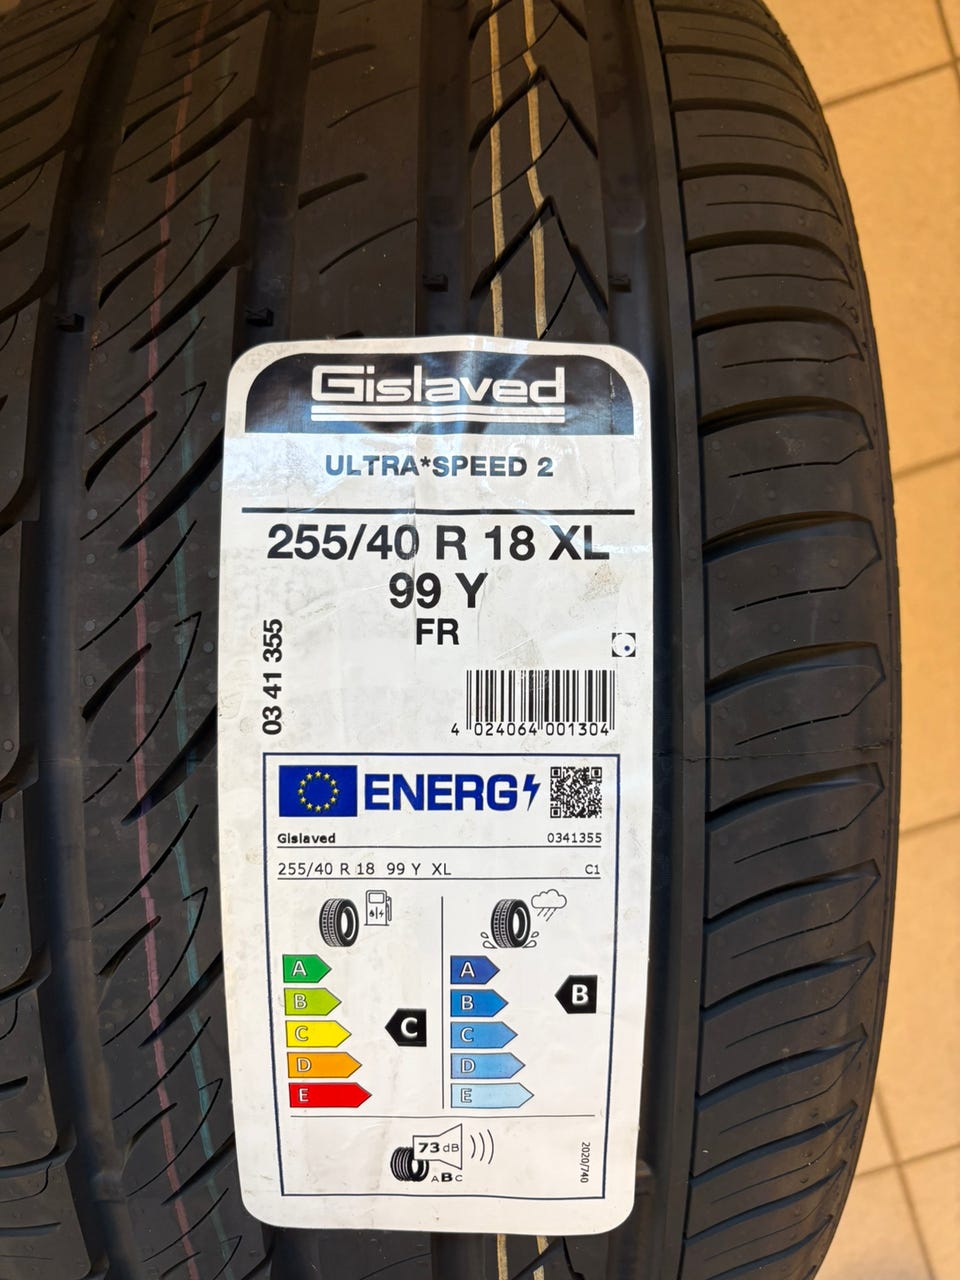 Gislaved
ULTRA*SPEED 2
255/40 R 18 XL
99 Y
FR
03 41 355
4 024064 001304
ENERG
Gislaved 0341355
255/40 R 18 99 Y XL C1
A
B
C
D
E
C
A
B
C
D
E
B
73 dB
ABC
2020/740